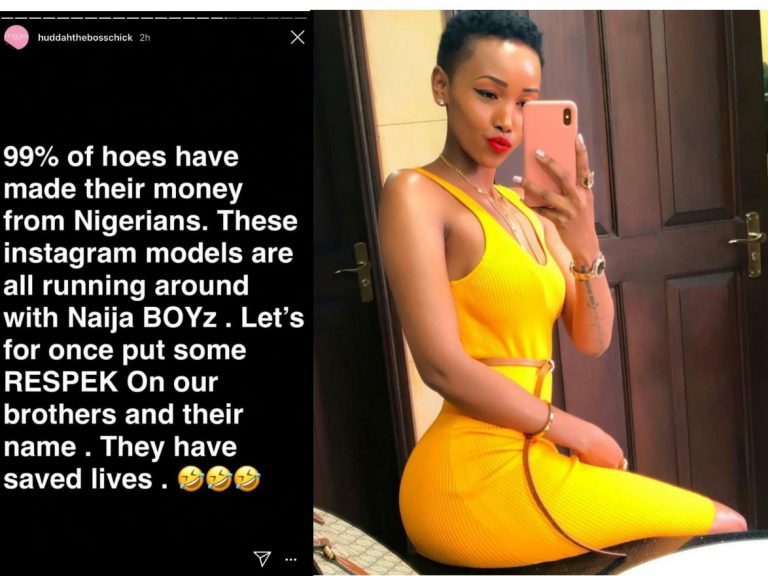 huddahthebosschick 2h
99% of hoes have
made their money
from Nigerians. These
instagram models are
all running around
with Naija BOYz . Let’s
for once put some
RESPEK On our
brothers and their
name . They have
saved lives . 🤣🤣🤣